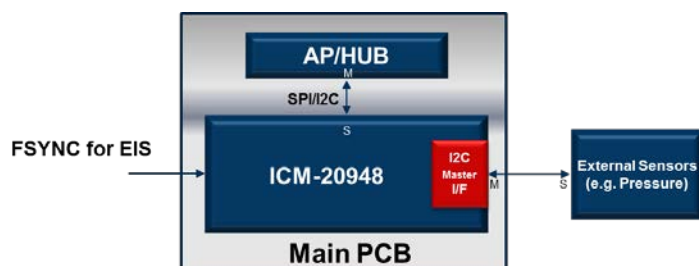 AP/HUB
M
SPI/I2C
S
FSYNC for EIS
ICM-20948
I2C
Master
I/F
M
S
External Sensors
(e.g. Pressure)
Main PCB